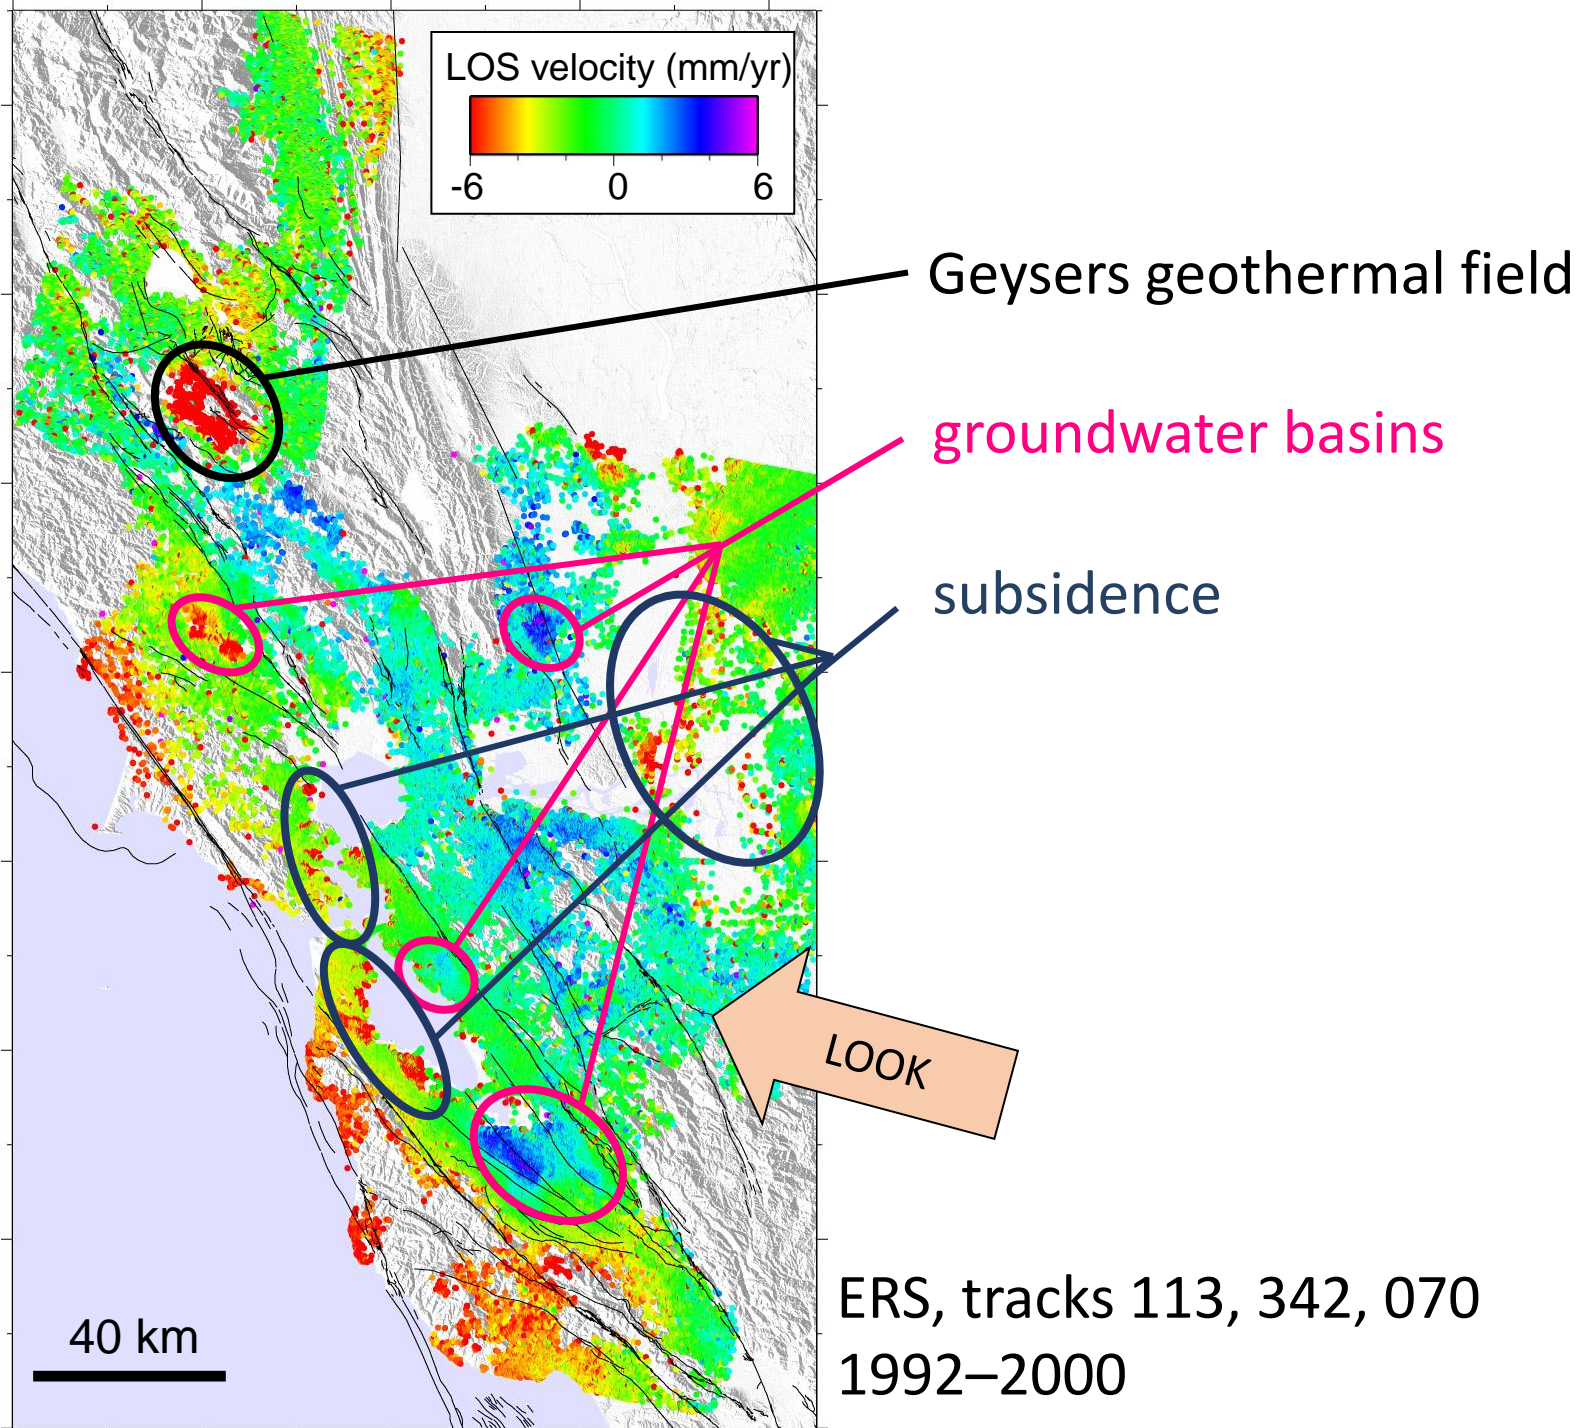 LOS velocity (mm/yr)
-6 0 6
Geysers geothermal field
groundwater basins
subsidence
LOOK
ERS, tracks 113, 342, 070
1992–2000
40 km